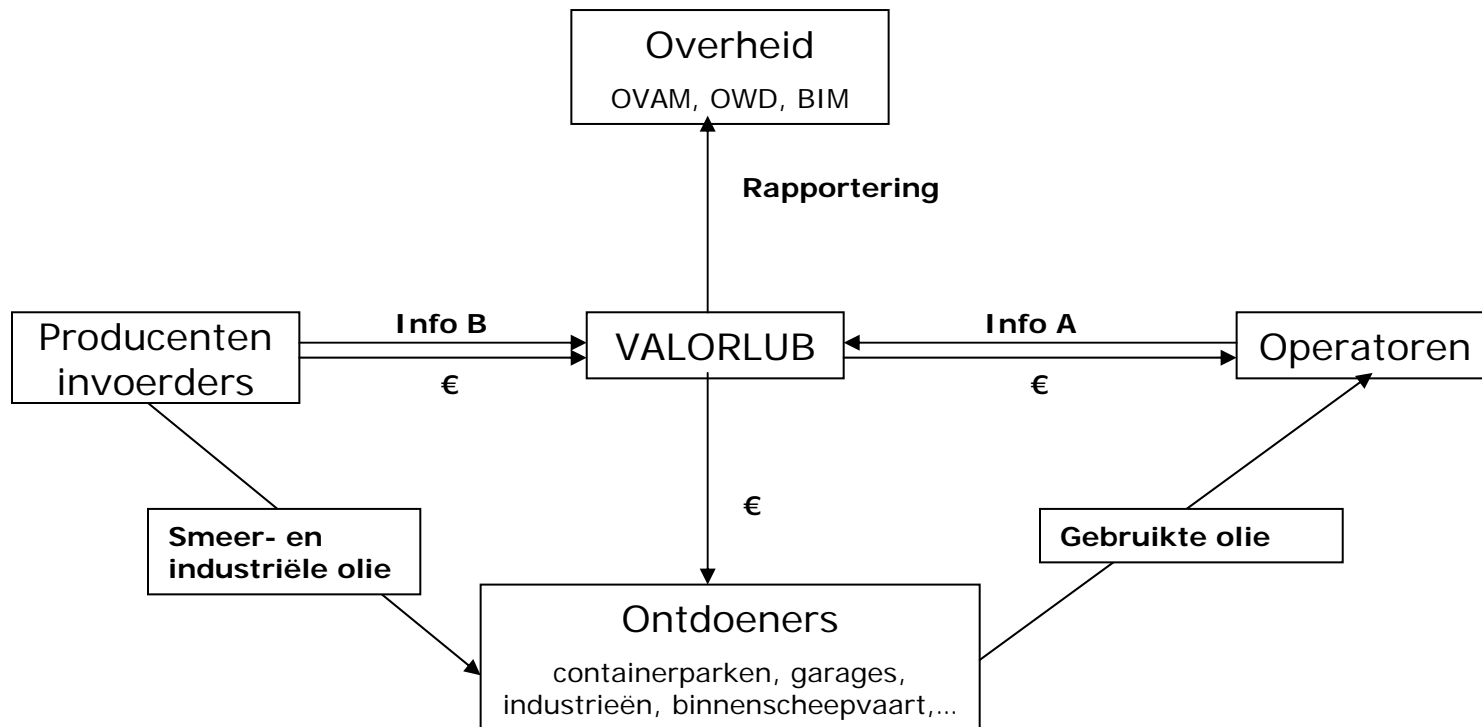 Overheid
OVAM, OWD, BIM
Rapportering
Producenten
invoerders
Info B
€
VALORLUB
Info A
€
Operatoren
€
Smeer- en
industriële olie
Gebruikte olie
Ontdoeners
containerparken, garages,
industrieën, binnenscheepvaart,...